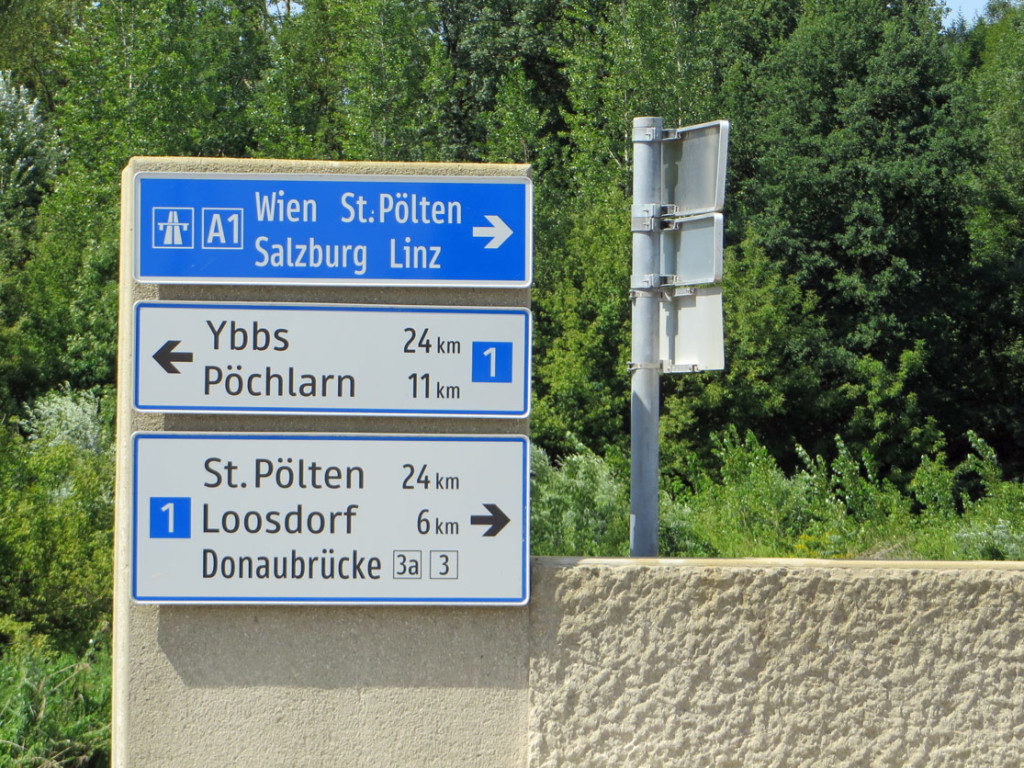 A1 Wien St.Pölten
Salzburg Linz
Ybbs 24 km 1
Pöchlarn 11 km
St.Pölten 24 km
1 Loosdorf 6 km
Donaubrücke 3a 3